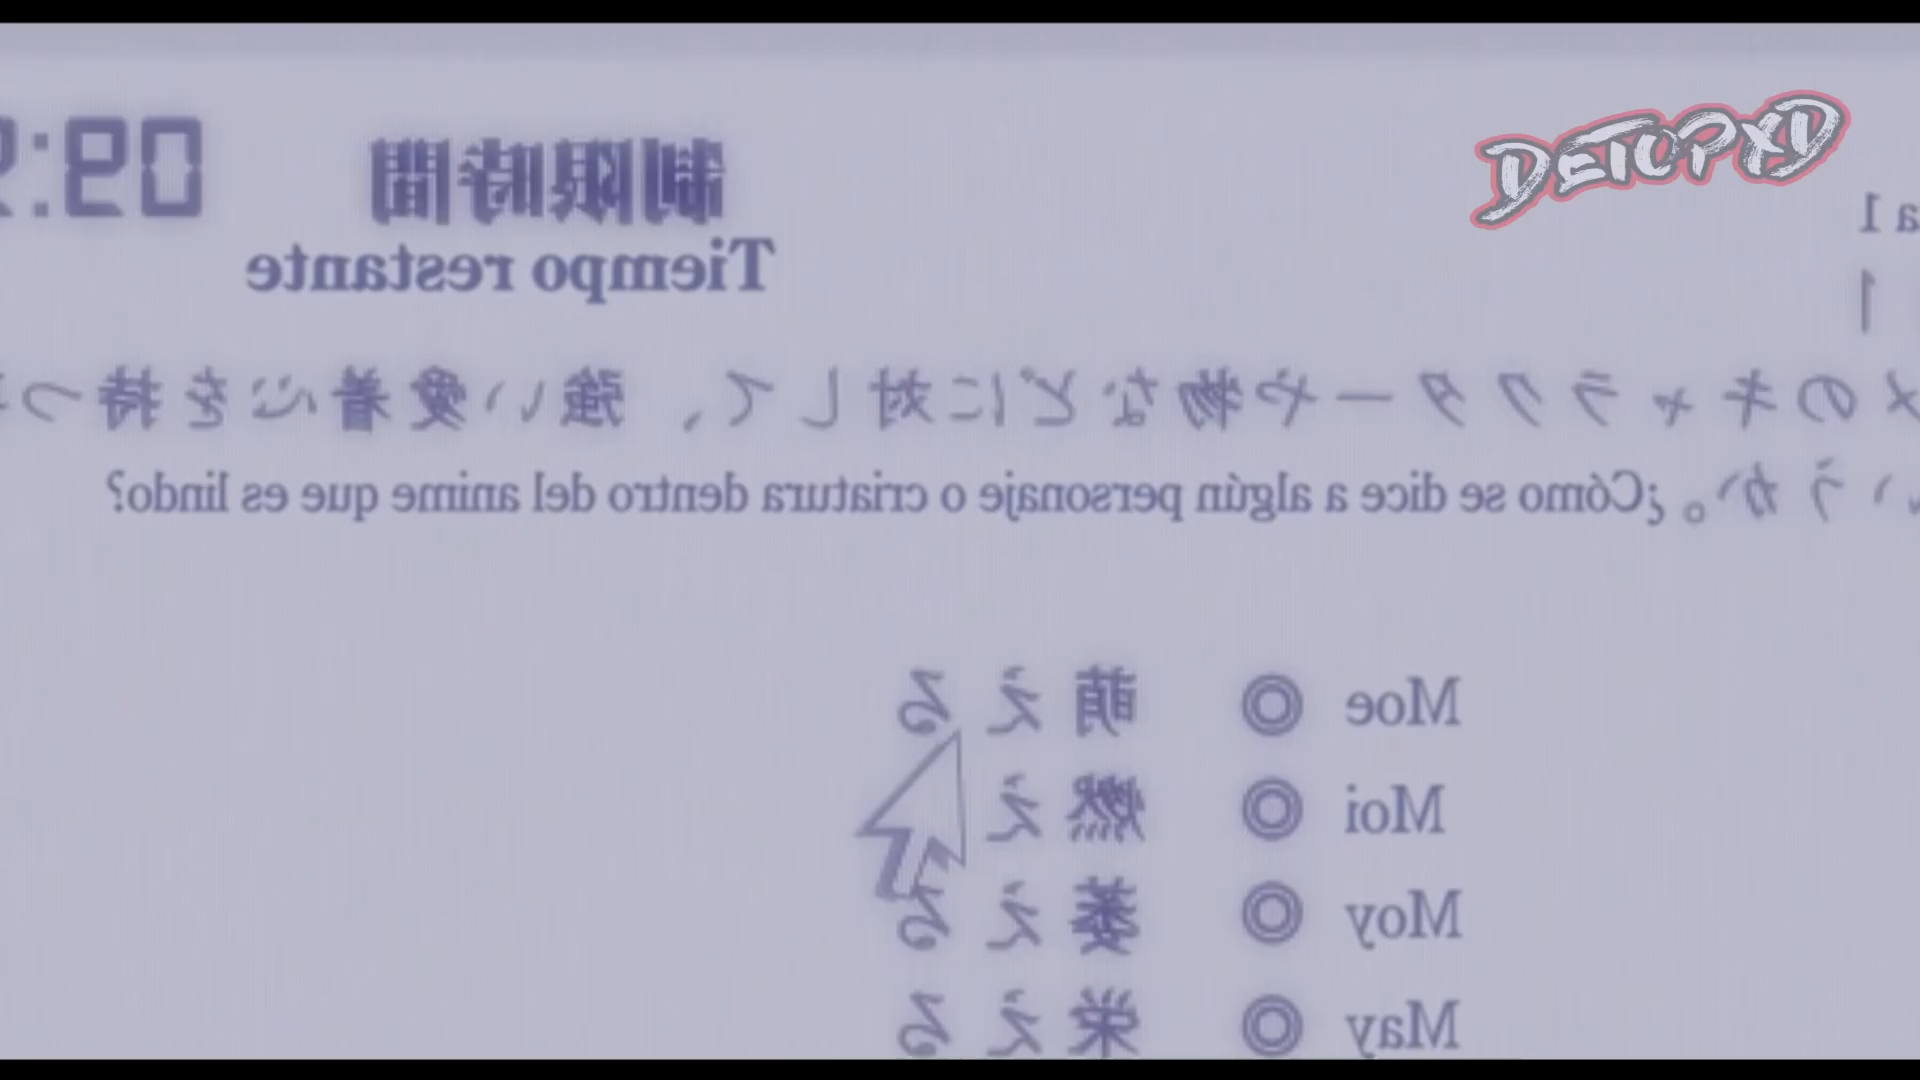 DETOPXD
制限時間
09:
Tiempo restante
a 1
1
メのキャラクターや物などに対して、強い愛着心を持つ
いうか。¿Cómo se dice a algún personaje o criatura dentro del anime que es lindo?
Moe ◎ 萌える
Moi ◎ 燃え
Moy ◎ 萎える
May ◎ 栄える